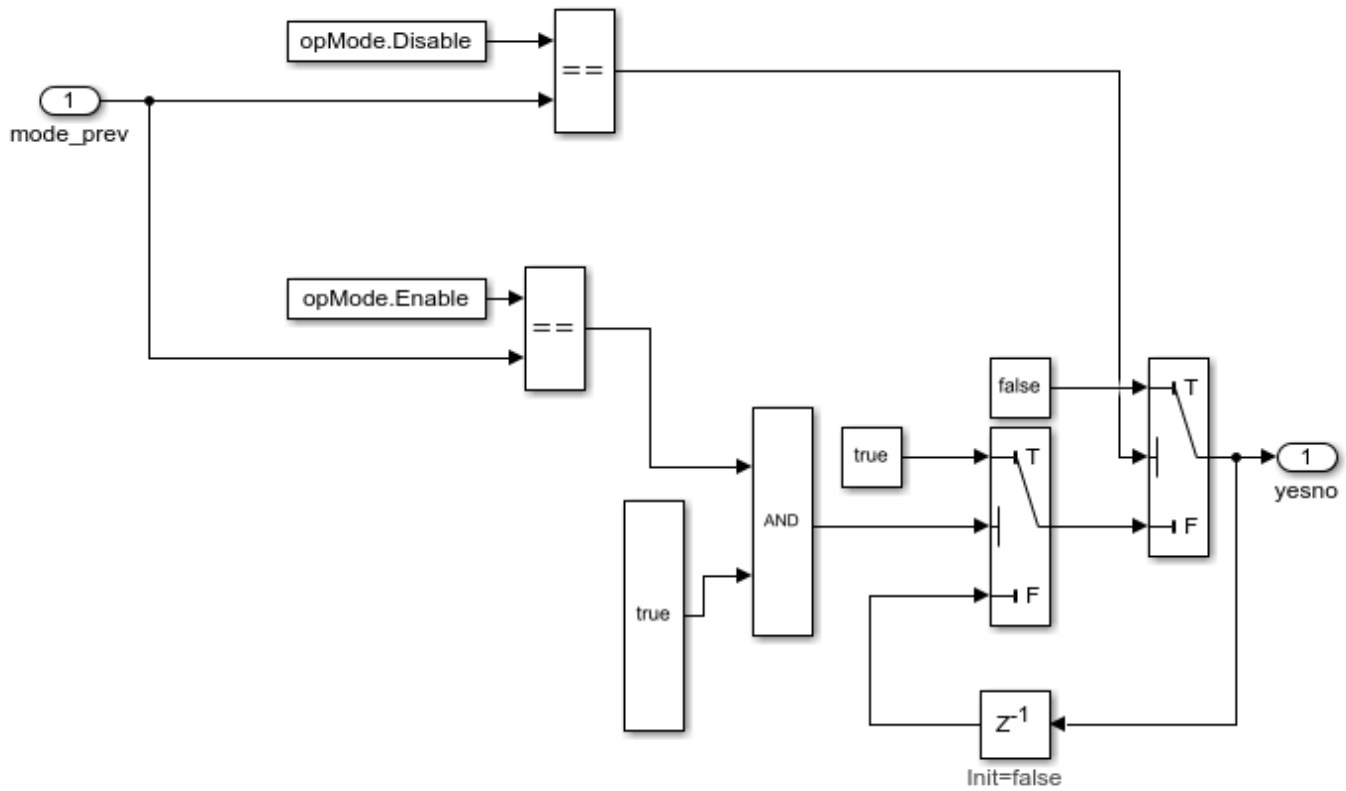 opMode.Disable
==
1
mode_prev
opMode.Enable
==
false
T
true
T
1
yesno
AND
F
F
true
Z-1
Init=false